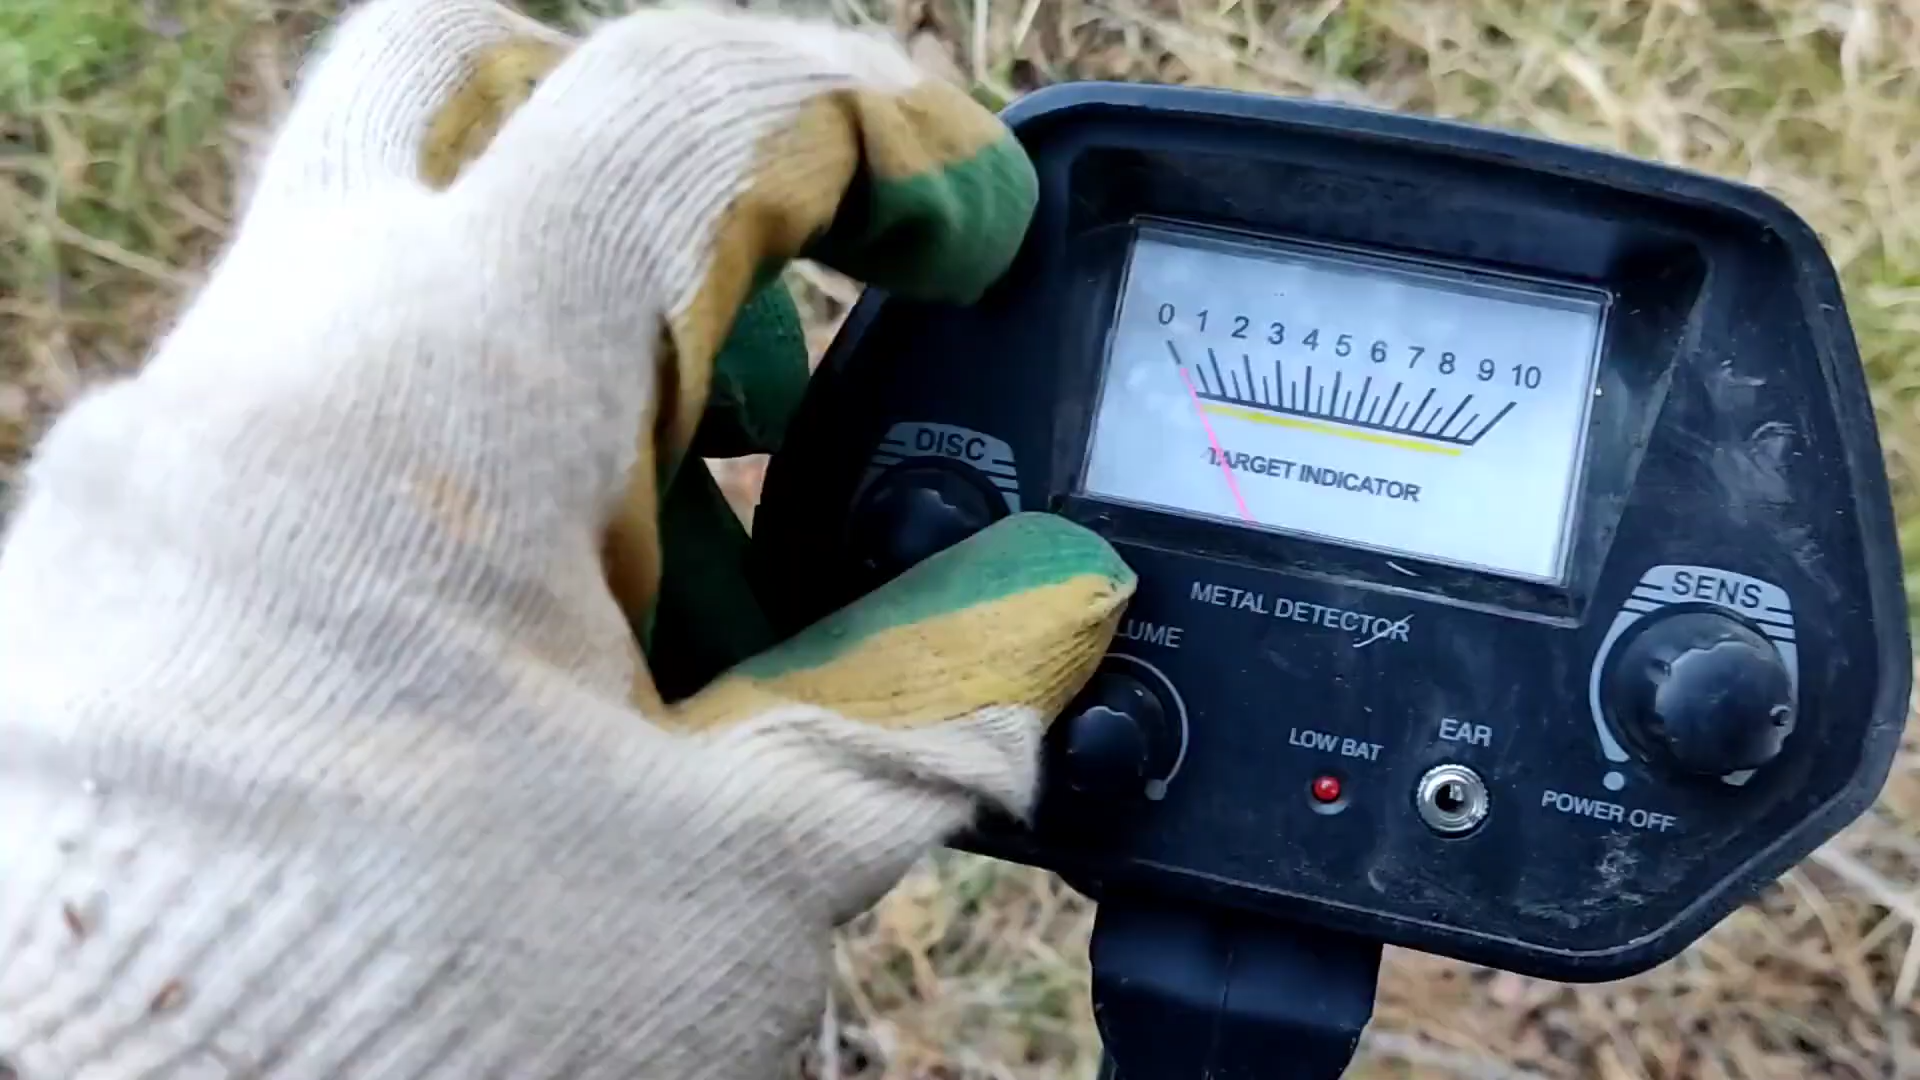 0 1 2 3 4 5 6 7 8 9 10
TARGET INDICATOR
DISC
METAL DETECTOR
LUME
SENS
LOW BAT
EAR
POWER OFF